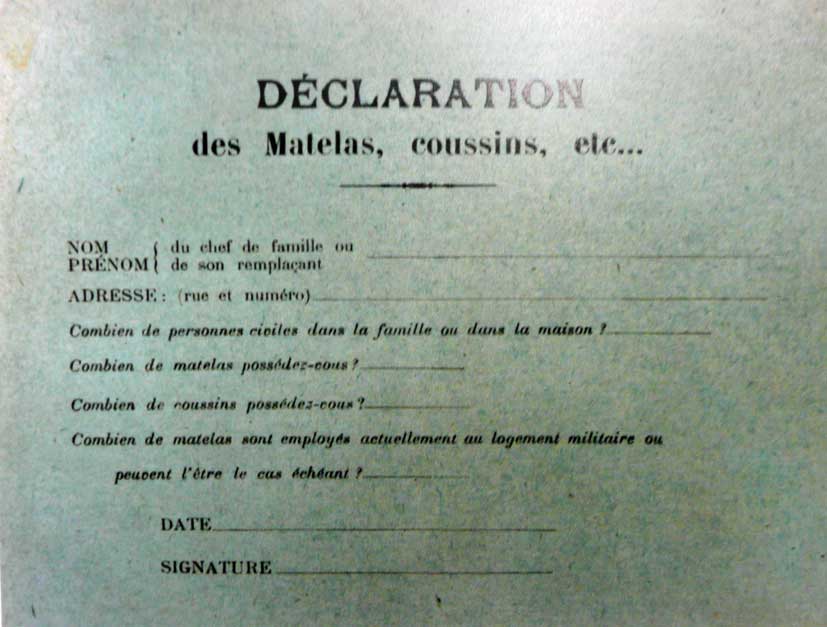 DÉCLARATION
des Matelas, coussins, etc...
NOM { du chef de famille ou
PRÉNOM { de son remplaçant
ADRESSE : (rue et numéro)
Combien de personnes civiles dans la famille ou dans la maison ?
Combien de matelas possédez-vous ?
Combien de coussins possédez-vous ?
Combien de matelas sont employés actuellement au logement militaire ou
peuvent l'être le cas échéant ?
DATE
SIGNATURE